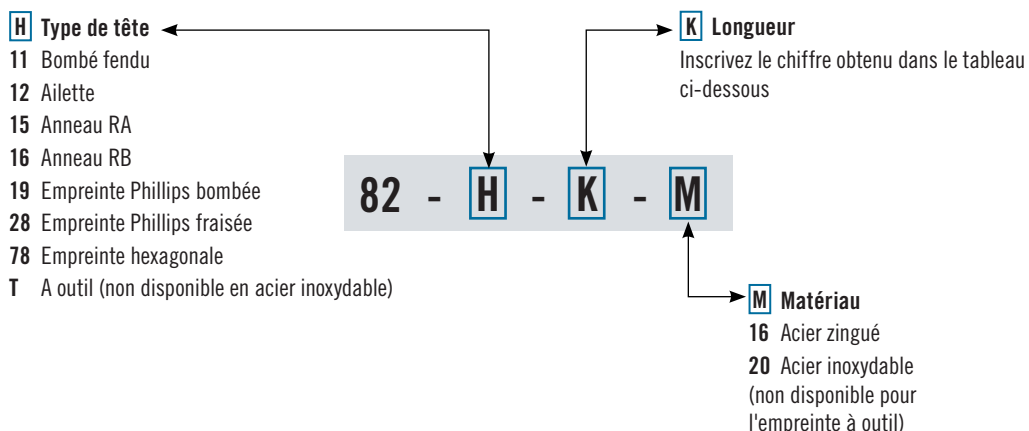 H Type de tête
11 Bombé fendu
12 Ailette
15 Anneau RA
16 Anneau RB
19 Empreinte Phillips bombée
28 Empreinte Phillips fraisée
78 Empreinte hexagonale
T A outil (non disponible en acier inoxydable)
K Longueur
Inscrivez le chiffre obtenu dans le tableau
ci-dessous
82 - H - K - M
M Matériau
16 Acier zingué
20 Acier inoxydable
(non disponible pour
l'empreinte à outil)